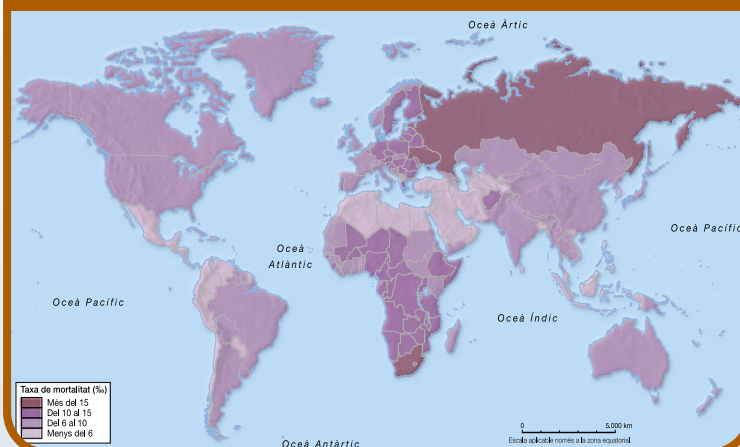 Oceà Àrtic
Oceà Pacífic
Oceà
Atlàntic
Oceà Pacífic
Oceà Índic
Taxa de mortalitat (‰)
Més del 15
Del 10 al 15
Del 6 al 10
Menys del 6
0
5.000 km
Escala aplicable només a la zona equatorial
Oceà Antàrtic